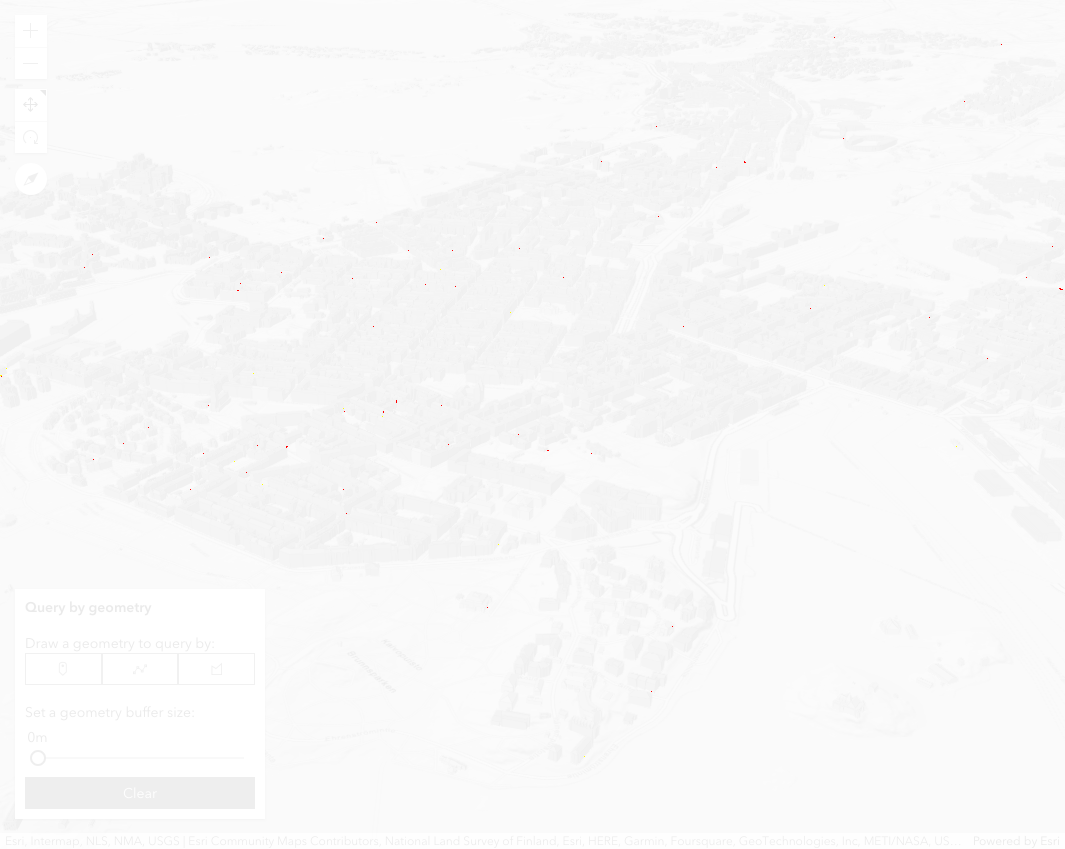 Query by geometry
Draw a geometry to query by:
Set a geometry buffer size:
0m
Clear
Esri, Intermap, NLS, NMA, USGS | Esri Community Maps Contributors, National Land Survey of Finland, Esri, HERE, Garmin, Foursquare, GeoTechnologies, Inc, METI/NASA, US... Powered by Esri